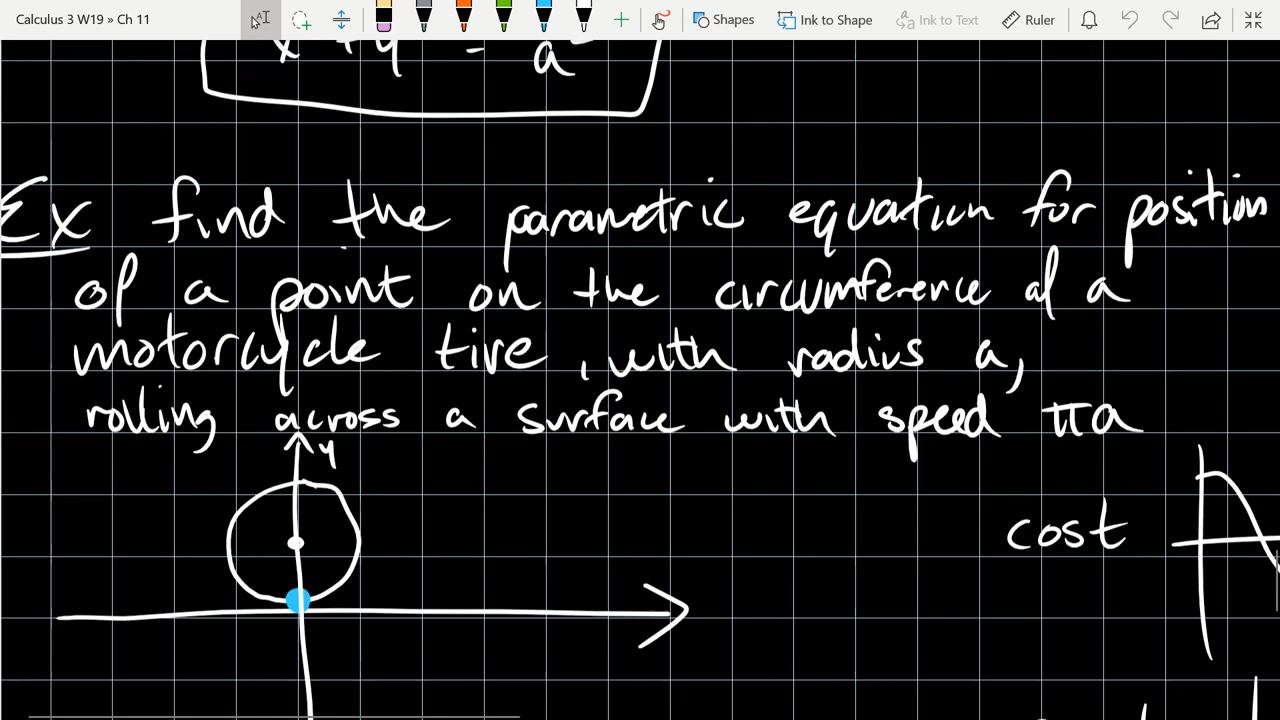 Calculus 3 W19 » Ch 11
Shapes
Ink to Shape
Ink to Text
Ruler
x + y = a²
Ex find the parametric equation for position
of a point on the circumference of a
motorcycle tire, with radius a,
rolling across a surface with speed πa
y
cost